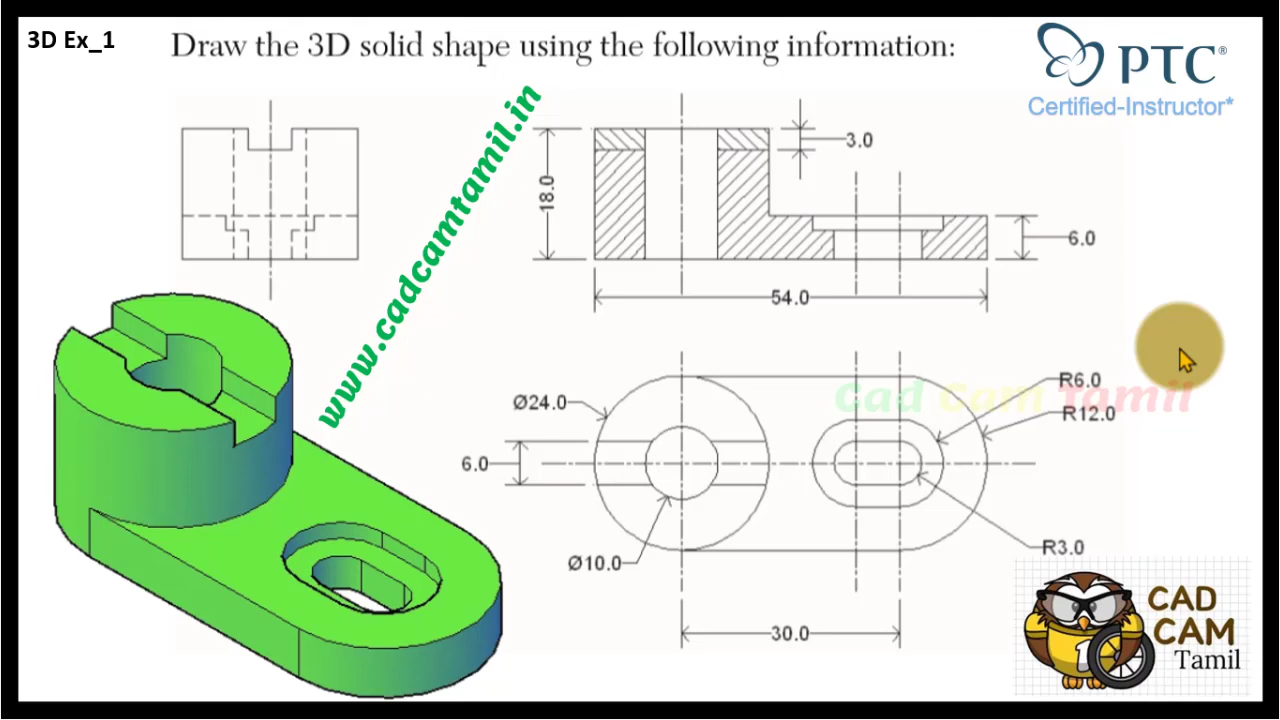 3D Ex_1
Draw the 3D solid shape using the following information:
PTC®
Certified-Instructor*
www.cadcamtamil.in
18.0
3.0
6.0
54.0
Cad Cam Tamil
Ø24.0
R6.0
R12.0
6.0
Ø10.0
R3.0
30.0
CAD
CAM
Tamil